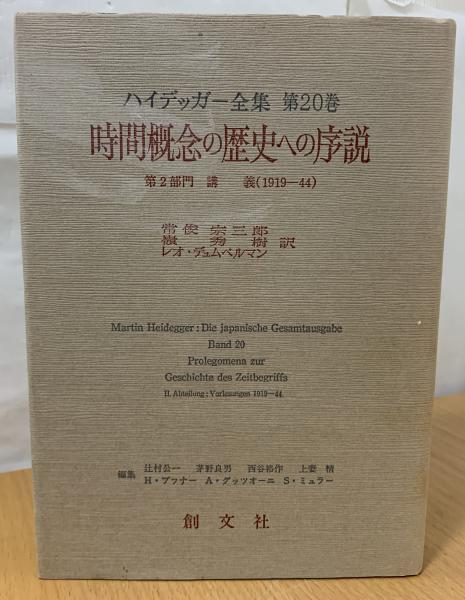 ハイデッガー全集 第20巻
時間概念の歴史への序説
第2部門 講 義(1919―44)
常俊 宗三郎
嶺 秀樹 訳
レオ・デュムペルマン
Martin Heidegger: Die japanische Gesamtausgabe
Band 20
Prolegomena zur
Geschichte des Zeitbegriffs
II. Abteilung: Vorlesungen 1919—44
編集
辻村公一 茅野良男 西谷裕作 上妻 精
H・ブァナー A・グッツオーニ S・ミュラー
創文社